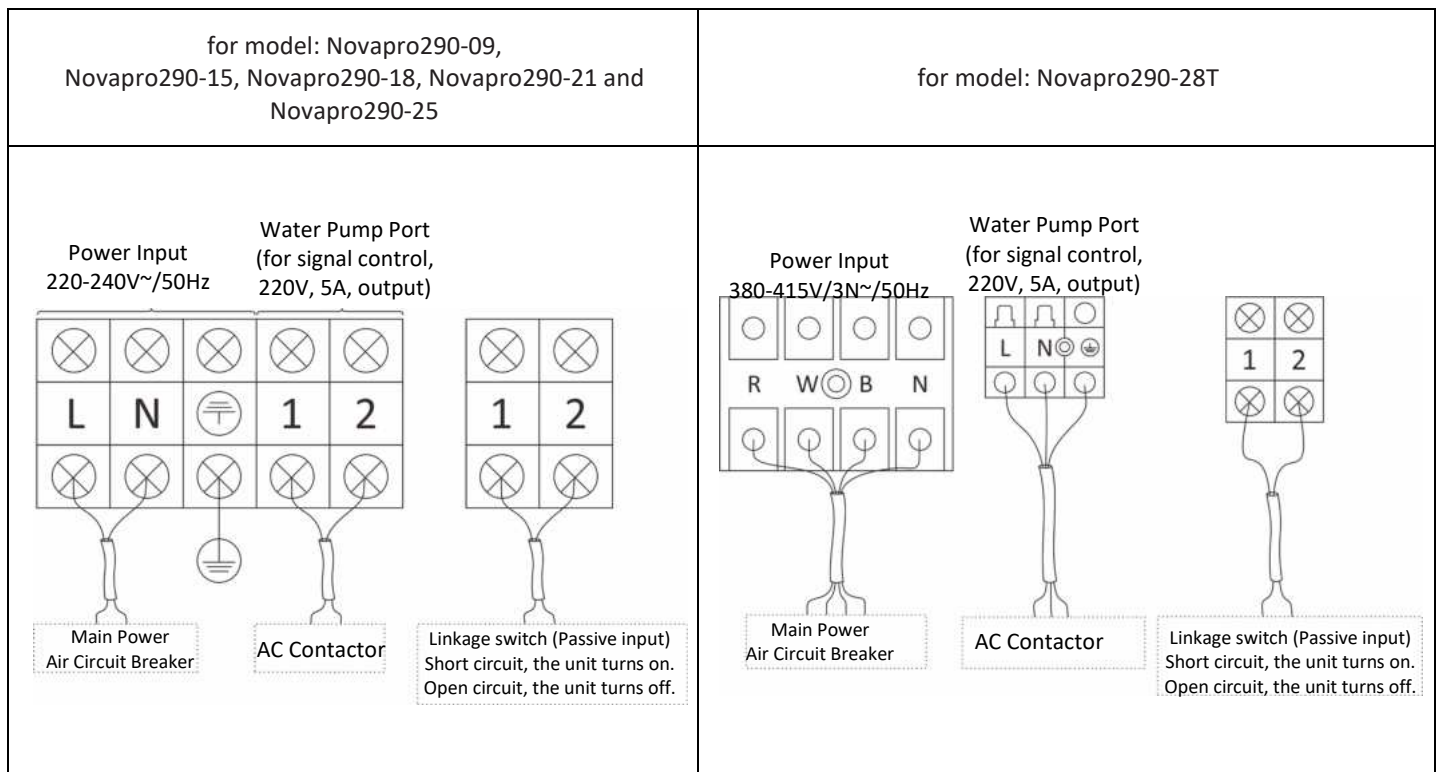 for model: Novapro290-09,
Novapro290-15, Novapro290-18, Novapro290-21 and
Novapro290-25
for model: Novapro290-28T
Power Input
220-240V~/50Hz
Water Pump Port
(for signal control,
220V, 5A, output)
L N 1 2
1 2
Main Power
Air Circuit Breaker
AC Contactor
Linkage switch (Passive input)
Short circuit, the unit turns on.
Open circuit, the unit turns off.
Power Input
380-415V/3N~/50Hz
Water Pump Port
(for signal control,
220V, 5A, output)
R W B N
L N
1 2
Main Power
Air Circuit Breaker
AC Contactor
Linkage switch (Passive input)
Short circuit, the unit turns on.
Open circuit, the unit turns off.